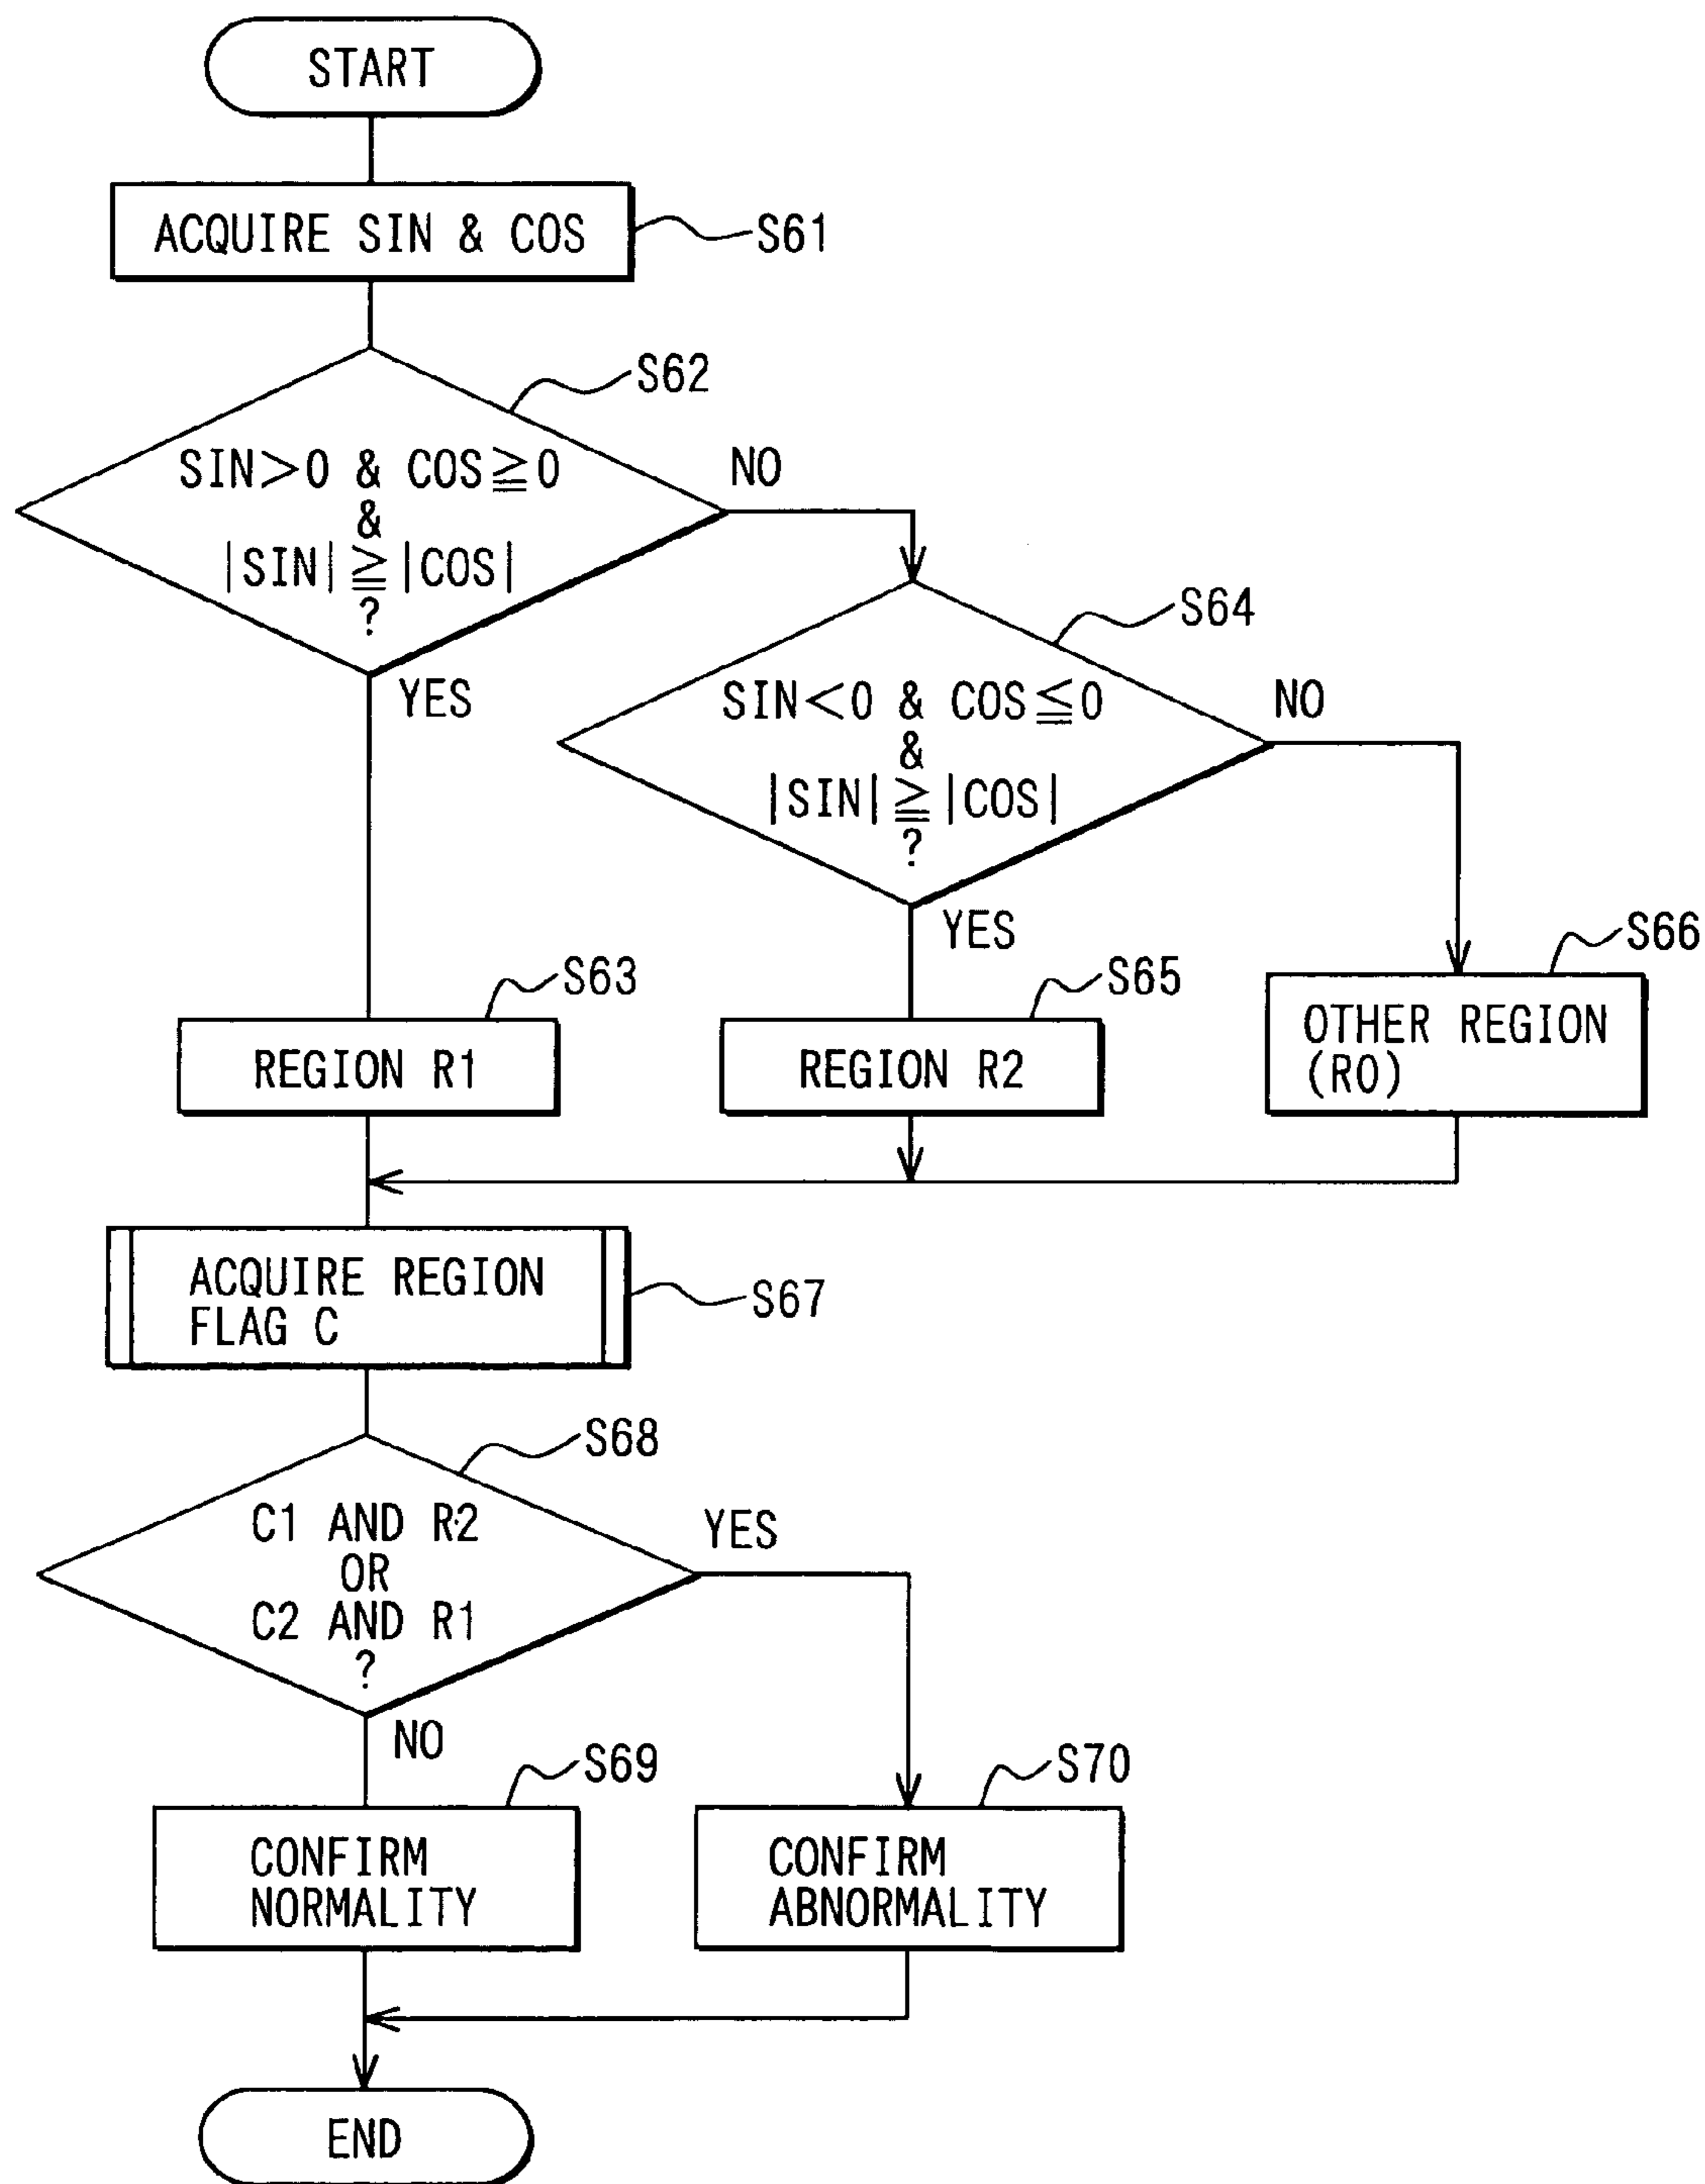 START
ACQUIRE SIN & COS
S61
S62
SIN>0 & COS≧0
&
|SIN|≧|COS|
?
NO
YES
S64
SIN<0 & COS≦0
&
|SIN|≧|COS|
?
NO
YES
S63
REGION R1
S65
REGION R2
S66
OTHER REGION
(R0)
ACQUIRE REGION
FLAG C
S67
S68
C1 AND R2
OR
C2 AND R1
?
YES
NO
S69
CONFIRM
NORMALITY
S70
CONFIRM
ABNORMALITY
END